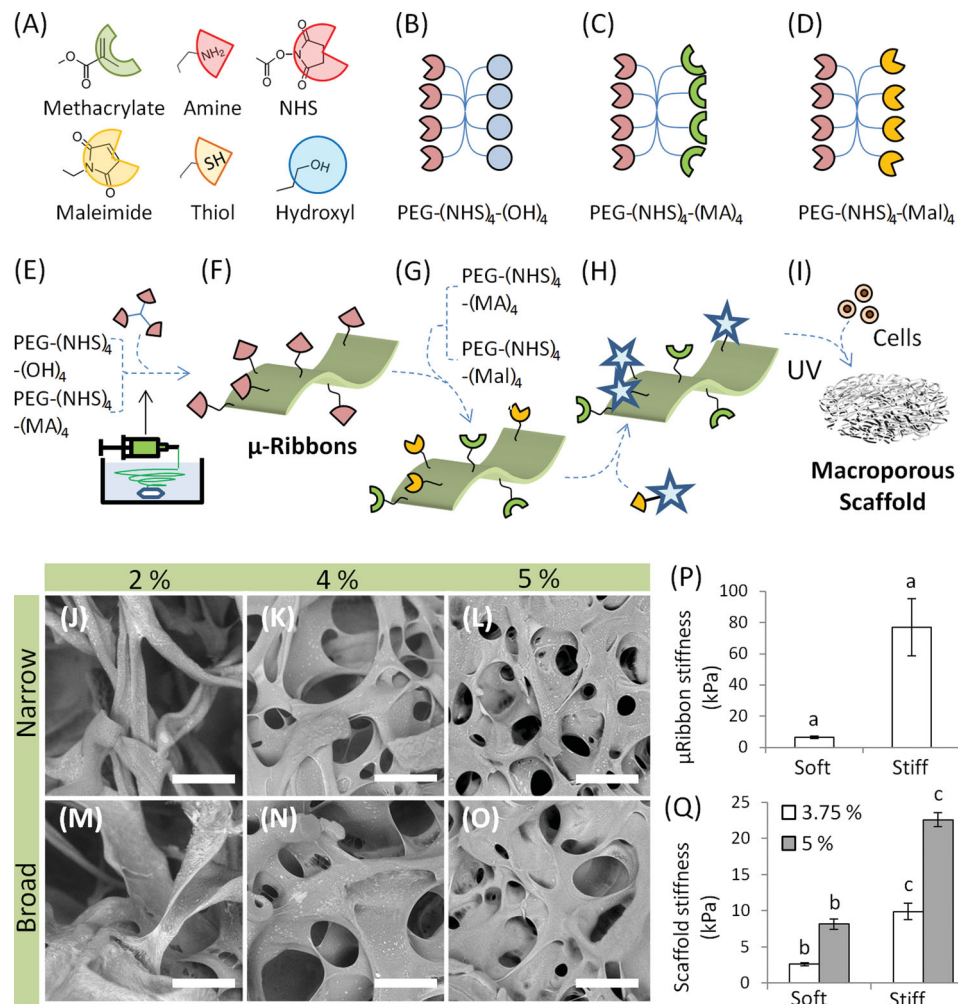 (A)
(B)
(C)
(D)
O
O
NH₂
O
O
N
O
O
Methacrylate
Amine
NHS
O
N
O
SH
OH
Maleimide
Thiol
Hydroxyl
PEG-(NHS)₄-(OH)₄
PEG-(NHS)₄-(MA)₄
PEG-(NHS)₄-(Mal)₄
(E)
(F)
(G)
(H)
(I)
PEG-(NHS)₄
-(OH)₄
PEG-(NHS)₄
-(MA)₄
µ-Ribbons
PEG-(NHS)₄
-(MA)₄
PEG-(NHS)₄
-(Mal)₄
Cells
UV
Macroporous
Scaffold
2 %
4 %
5 %
Narrow
Broad
(J)
(K)
(L)
(M)
(N)
(O)
(P)
µRibbon stiffness
(kPa)
100
80
60
40
20
0
a
a
Soft
Stiff
(Q)
Scaffold stiffness
(kPa)
25
20
15
10
5
0
3.75 %
5 %
b
b
c
c
Soft
Stiff